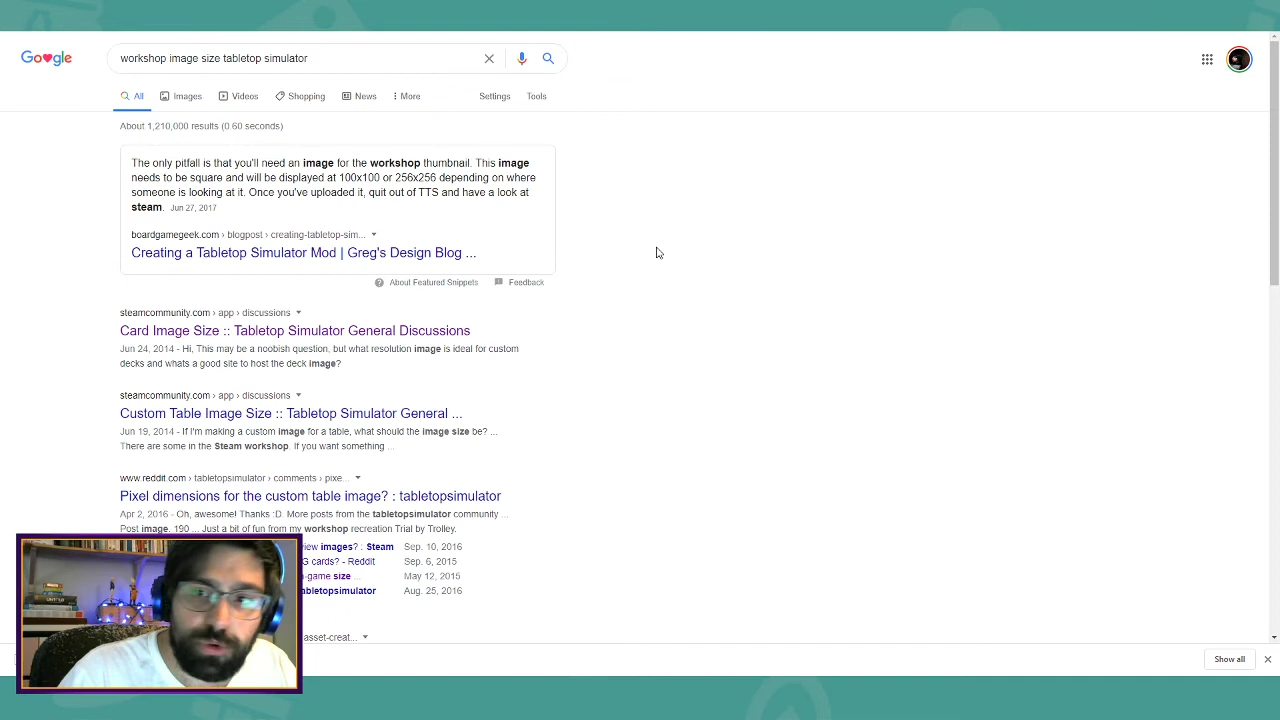 Google
workshop image size tabletop simulator
All Images Videos Shopping News More Settings Tools
About 1,210,000 results (0.60 seconds)
The only pitfall is that you'll need an image for the workshop thumbnail. This image
needs to be square and will be displayed at 100x100 or 256x256 depending on where
someone is looking at it. Once you've uploaded it, quit out of TTS and have a look at
steam. Jun 27, 2017
boardgamegeek.com › blogpost › creating-tabletop-sim...
Creating a Tabletop Simulator Mod | Greg's Design Blog ...
About Featured Snippets Feedback
steamcommunity.com › app › discussions
Card Image Size :: Tabletop Simulator General Discussions
Jun 24, 2014 - Hi, This may be a noobish question, but what resolution image is ideal for custom
decks and whats a good site to host the deck image?
steamcommunity.com › app › discussions
Custom Table Image Size :: Tabletop Simulator General ...
Jun 19, 2014 - If I'm making a custom image for a table, what should the image size be? ...
There are some in the Steam workshop. If you want something ...
www.reddit.com › tabletopsimulator › comments › pixe...
Pixel dimensions for the custom table image? : tabletopsimulator
Apr 2, 2016 - Oh, awesome! Thanks :D. More posts from the tabletopsimulator community ...
Post image. 190 ... Just a bit of fun from my workshop recreation Trial by Trolley.
view images? : Steam Sep. 10, 2016
G cards? - Reddit Sep. 6, 2015
-game size ... May 12, 2015
abletopsimulator Aug. 25, 2016
asset-creat...
Show all